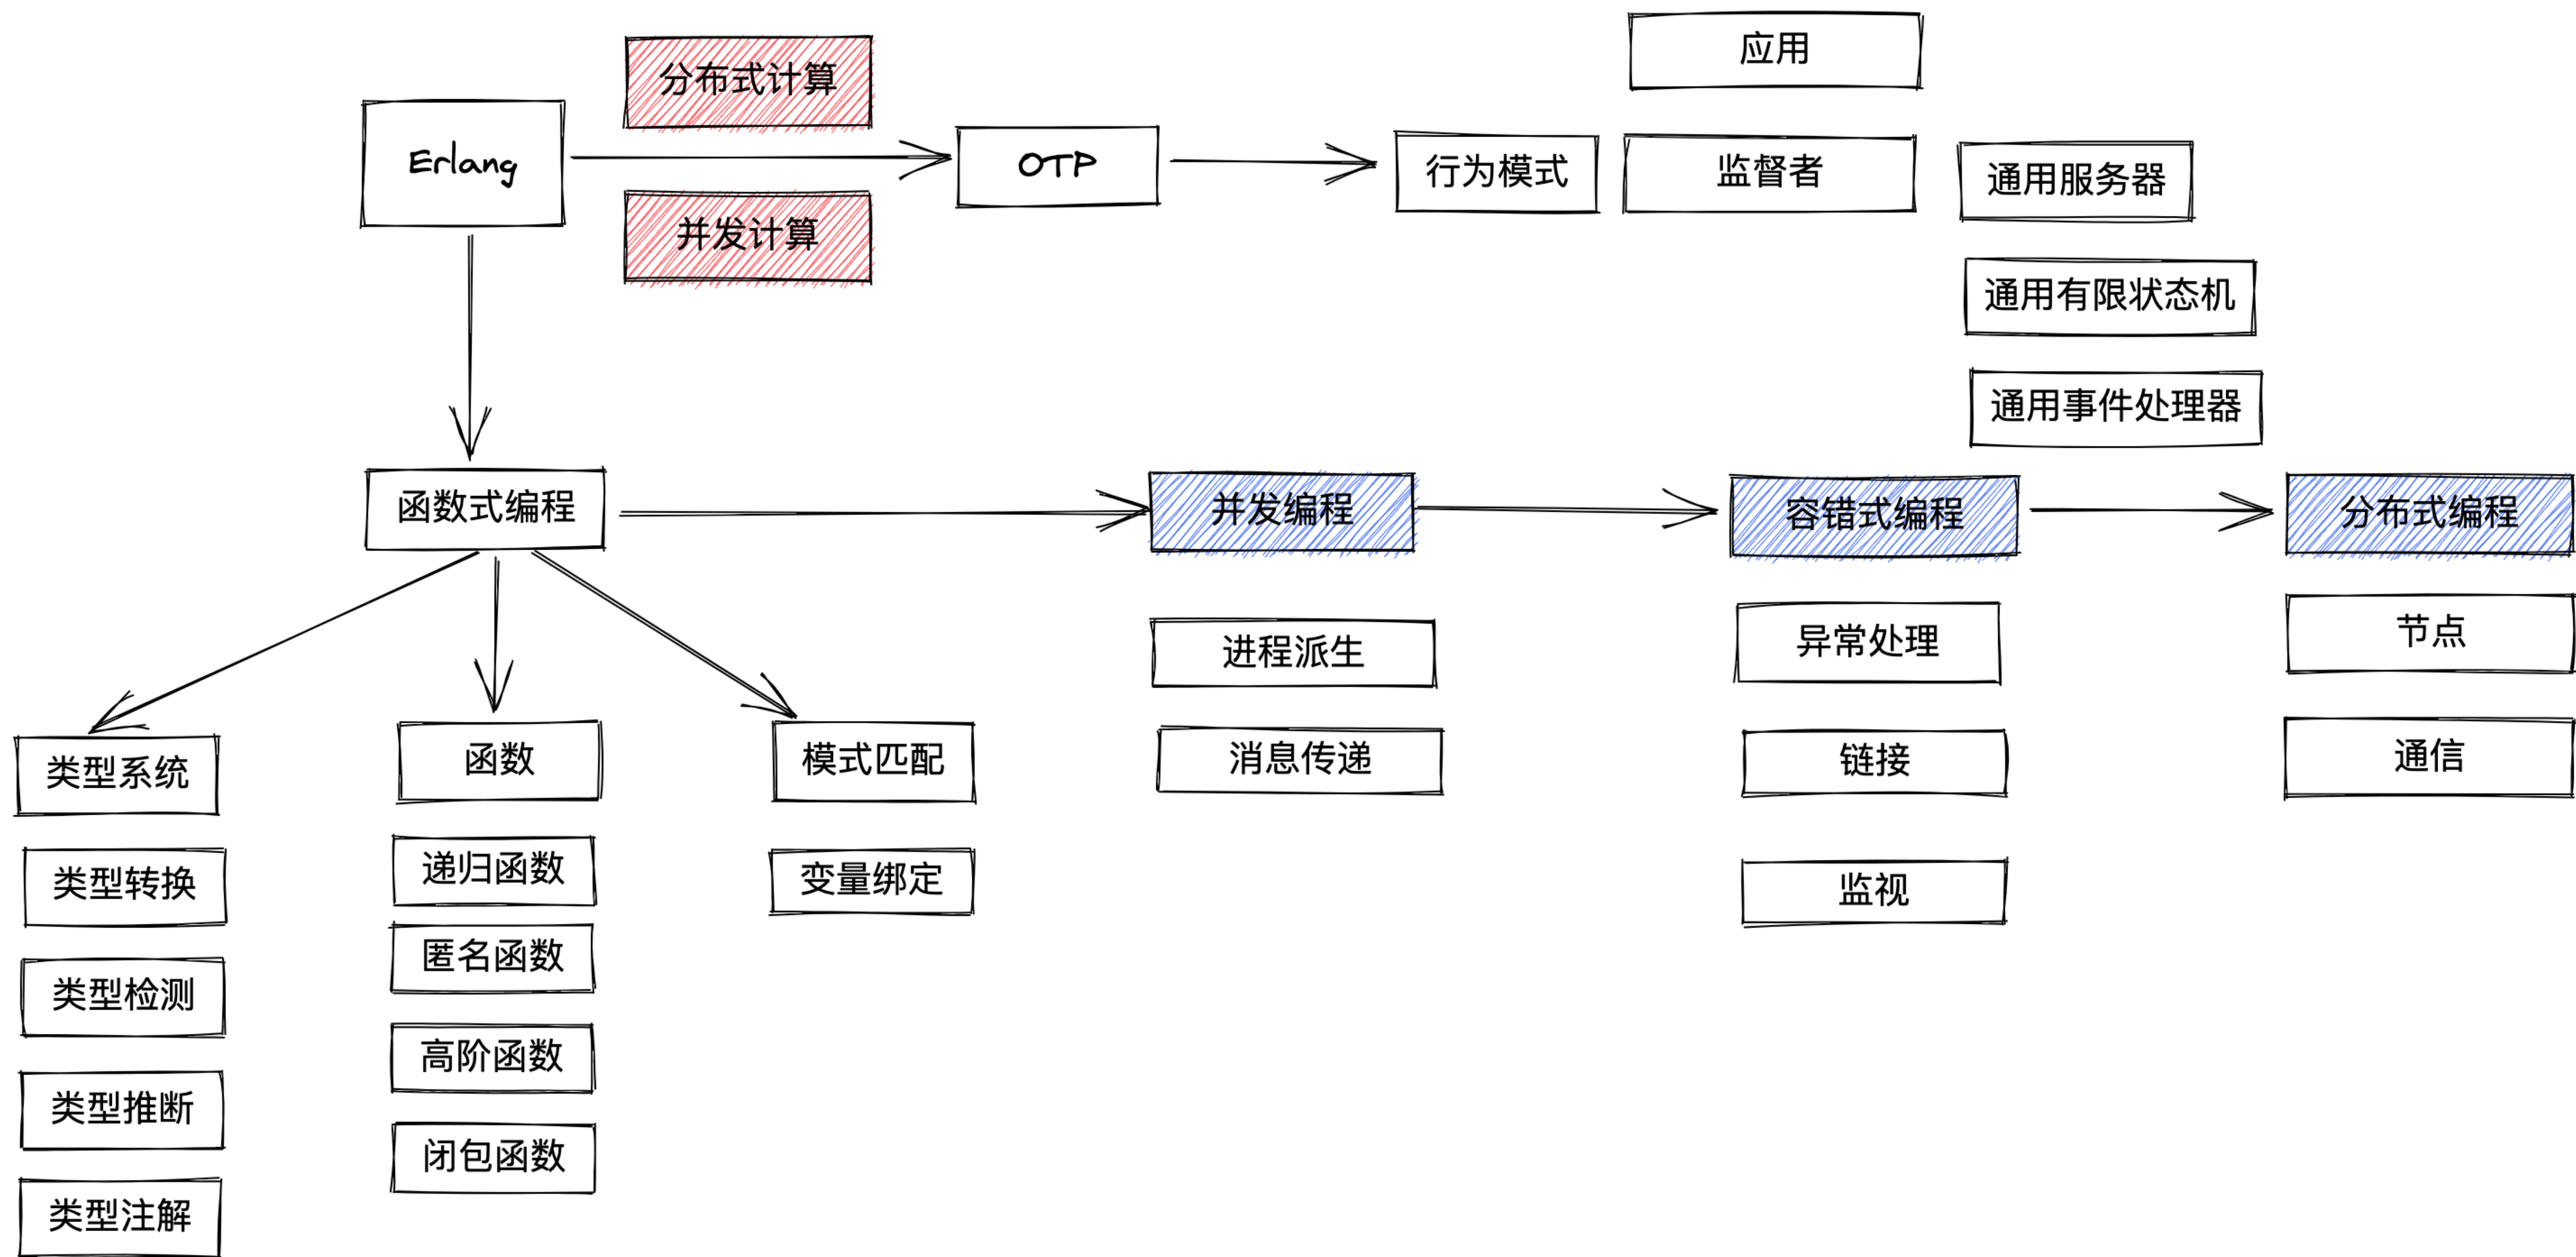 应用
分布式计算
Erlang
OTP
行为模式
监督者
通用服务器
并发计算
通用有限状态机
通用事件处理器
函数式编程
并发编程
容错式编程
分布式编程
进程派生
异常处理
节点
类型系统
函数
模式匹配
消息传递
链接
通信
类型转换
递归函数
变量绑定
监视
匿名函数
类型检测
高阶函数
类型推断
闭包函数
类型注解